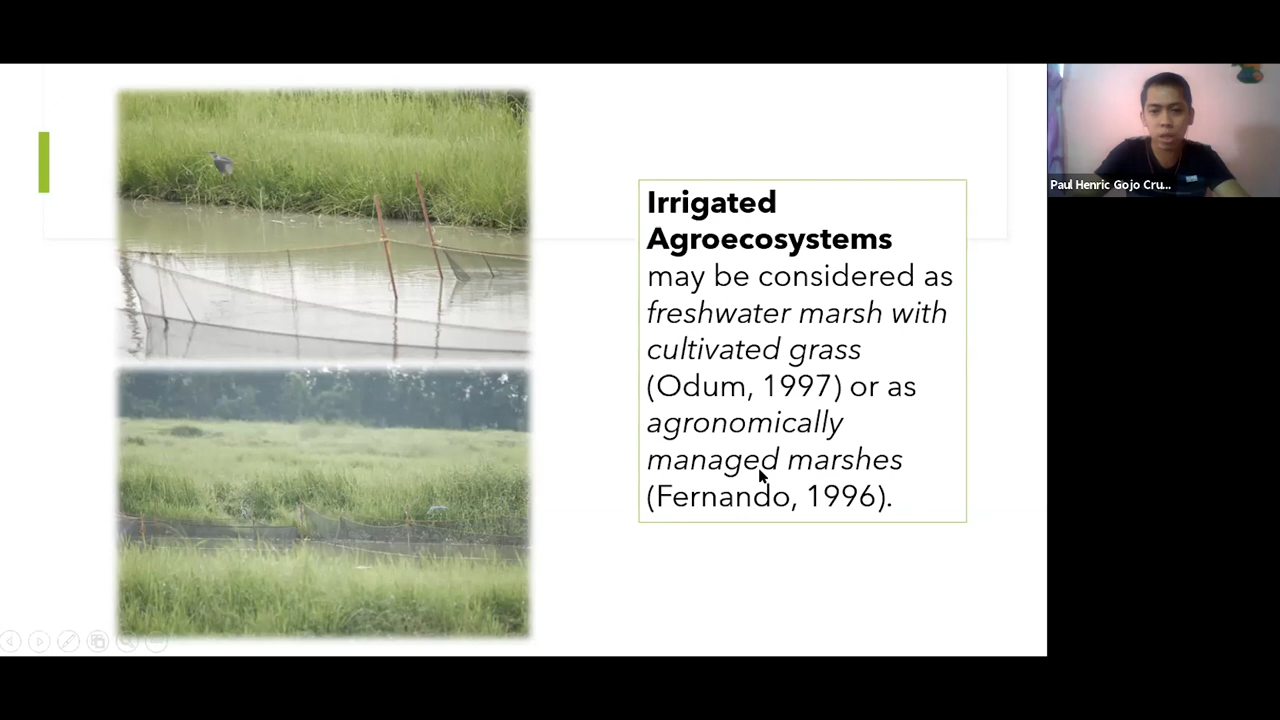 Irrigated
Agroecosystems
may be considered as
freshwater marsh with
cultivated grass
(Odum, 1997) or as
agronomically
managed marshes
(Fernando, 1996).
Paul Henric Gojo Cru...